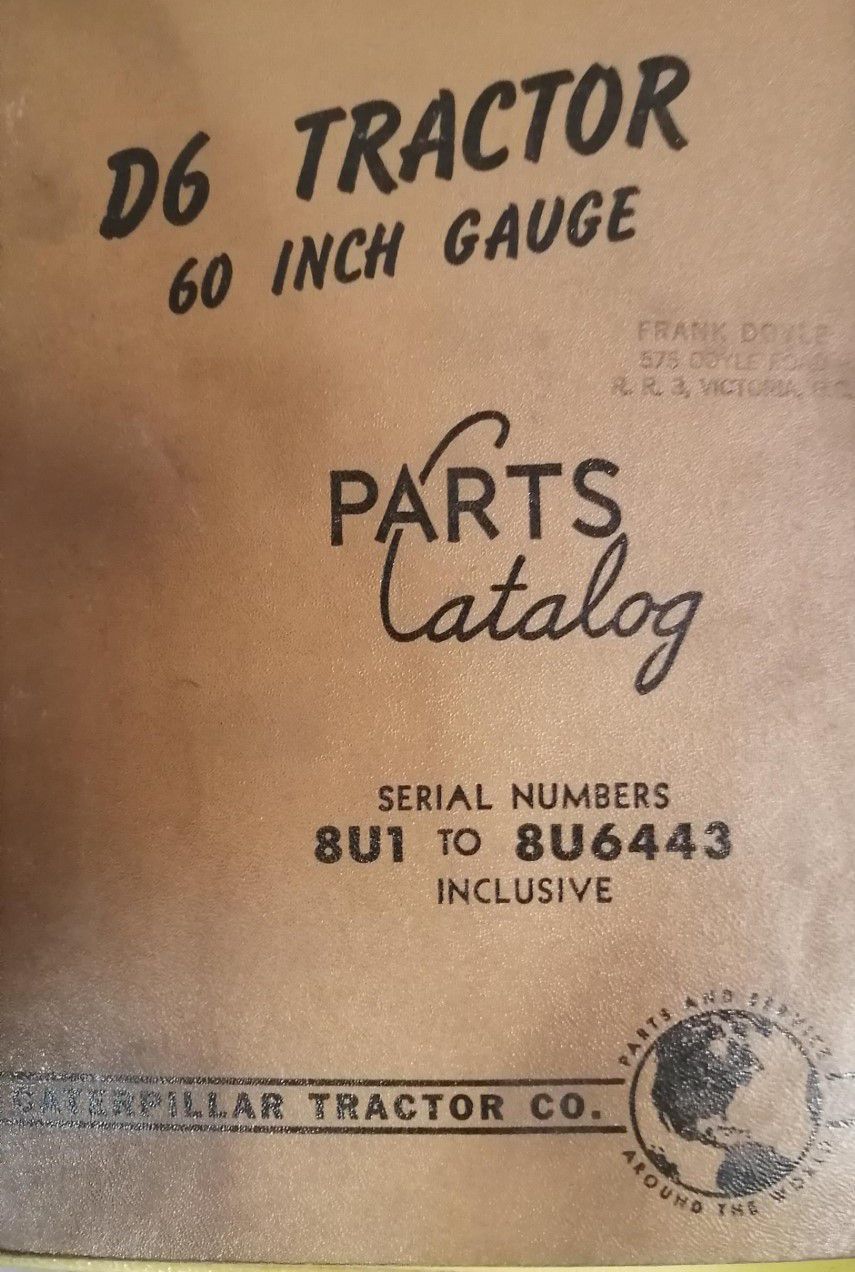 D6 TRACTOR
60 INCH GAUGE
FRANK DOYLE
575 DOYLE ROAD
R. R. 3, VICTORIA, B.C.
PARTS
Catalog
SERIAL NUMBERS
8U1 TO 8U6443
INCLUSIVE
PARTS AND SERVICE
CATERPILLAR TRACTOR CO.
AROUND THE WORLD